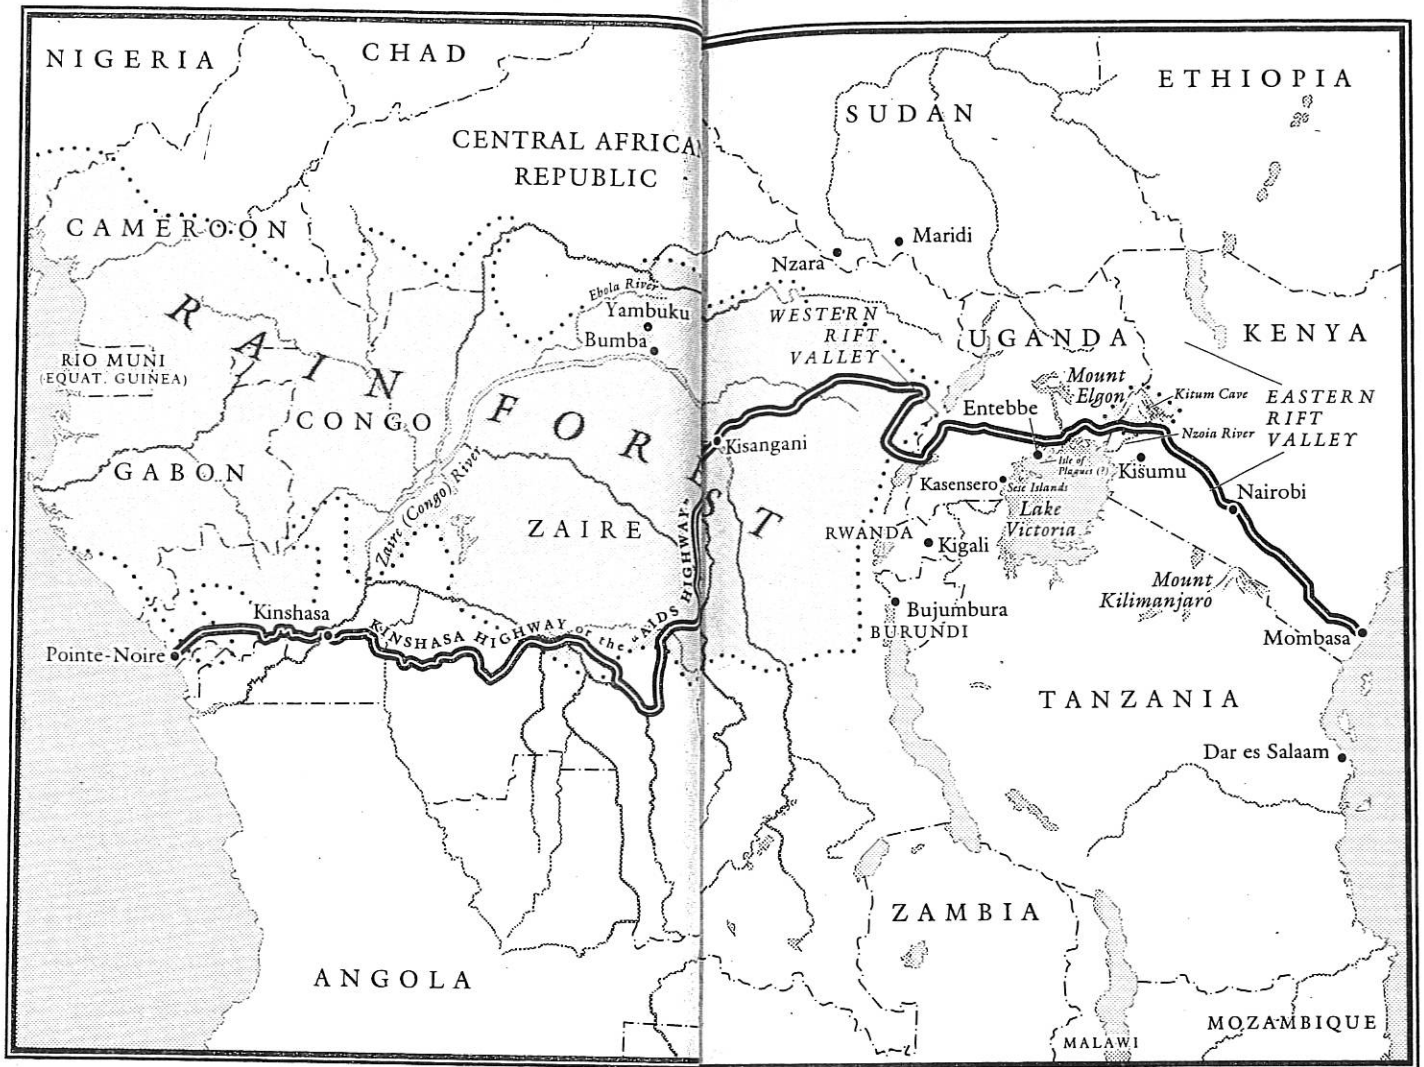 NIGERIA
CHAD
ETHIOPIA
SUDAN
CENTRAL AFRICAN
REPUBLIC
CAMEROON
Maridi
Nzara
Ebola River
Yambuku
Bumba
WESTERN
RIFT
VALLEY
UGANDA
KENYA
RAIN FOREST
RIO MUNI
(EQUAT. GUINEA)
Mount
Elgon
Kitum Cave
EASTERN
RIFT
VALLEY
CONGO
Entebbe
Nzoia River
Kisangani
GABON
Isle of
Plagues (?)
Kisumu
Kasensero
Sese Islands
Nairobi
Zaire (Congo) River
ZAIRE
Lake
Victoria
RWANDA
Kigali
Mount
Kilimanjaro
Kinshasa
KINSHASA HIGHWAY or the "AIDS HIGHWAY"
Bujumbura
BURUNDI
Mombasa
Pointe-Noire
TANZANIA
Dar es Salaam
ZAMBIA
ANGOLA
MOZAMBIQUE
MALAWI